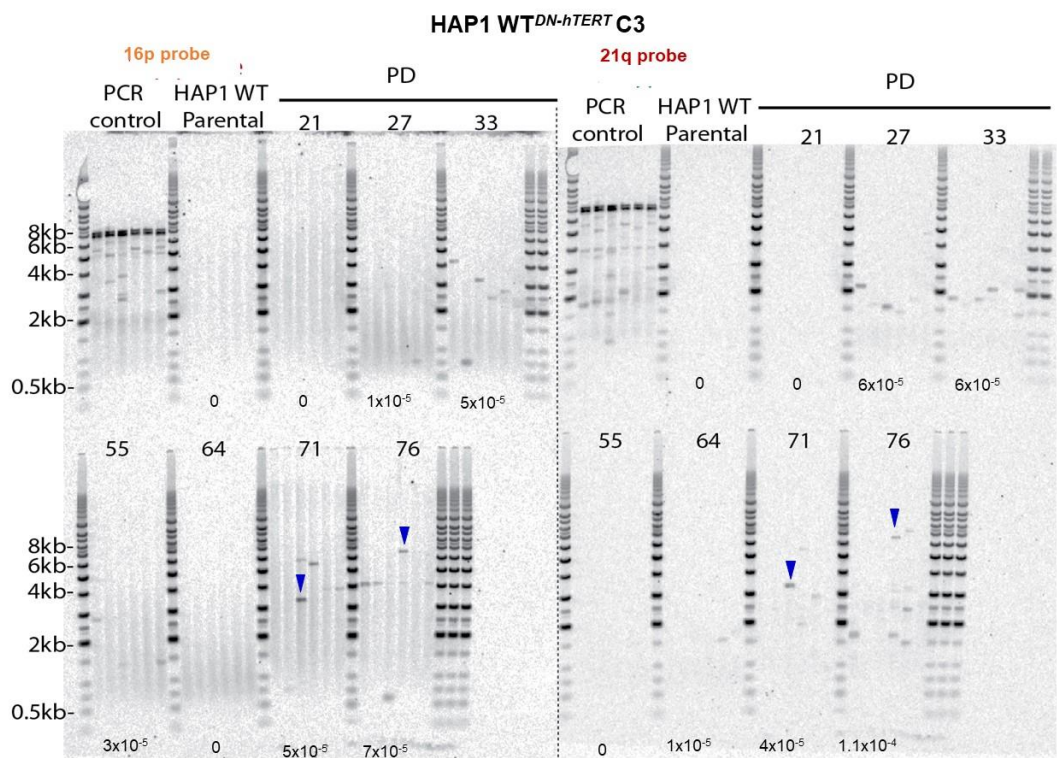 HAP1 WT^DN-hTERT C3
16p probe
21q probe
PCR control
HAP1 WT Parental
PD
21 27 33
PCR control
HAP1 WT Parental
PD
21 27 33
8kb-
6kb-
4kb-
2kb-
0.5kb-
0 0 1x10^-5 5x10^-5
0 0 6x10^-5 6x10^-5
55 64 71 76
55 64 71 76
8kb-
6kb-
4kb-
2kb-
0.5kb-
3x10^-5 0 5x10^-5 7x10^-5
0 1x10^-5 4x10^-5 1.1x10^-4